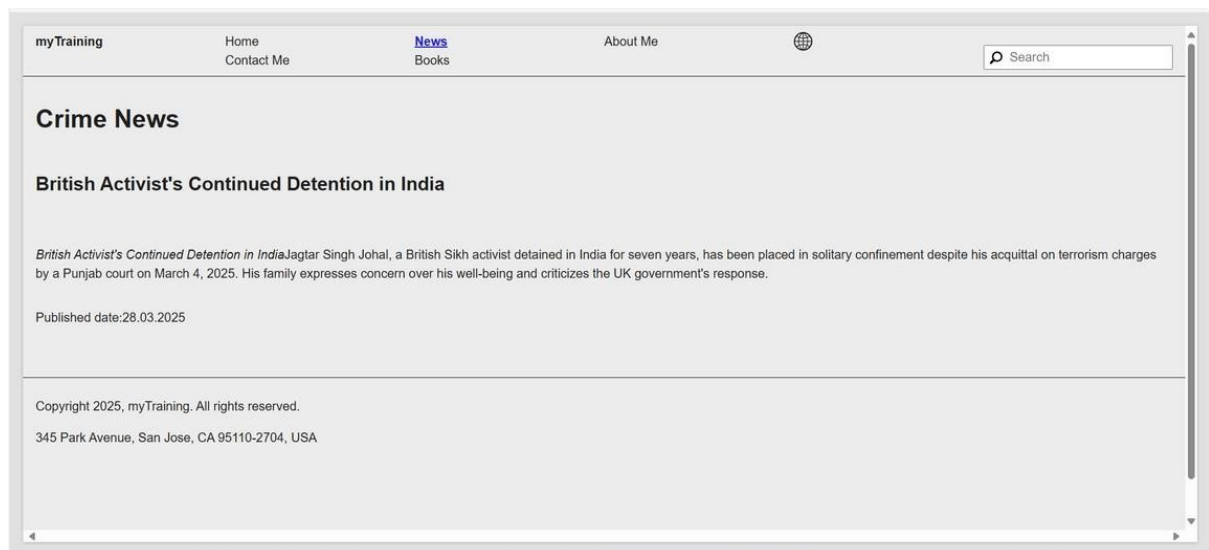 myTraining Home News About Me
Contact Me Books Search
Crime News
British Activist's Continued Detention in India
British Activist's Continued Detention in IndiaJagtar Singh Johal, a British Sikh activist detained in India for seven years, has been placed in solitary confinement despite his acquittal on terrorism charges
by a Punjab court on March 4, 2025. His family expresses concern over his well-being and criticizes the UK government's response.
Published date:28.03.2025
Copyright 2025, myTraining. All rights reserved.
345 Park Avenue, San Jose, CA 95110-2704, USA